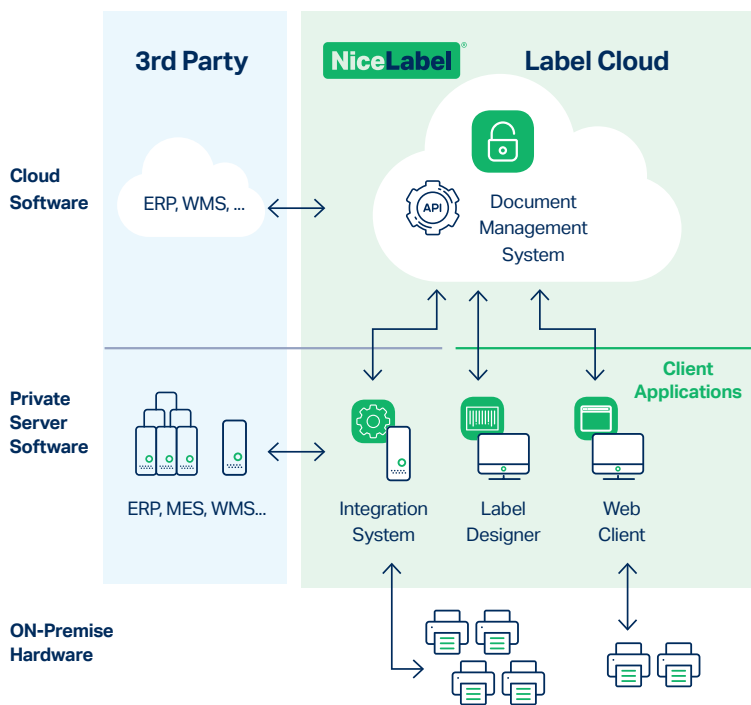 3rd Party
NiceLabel®
Label Cloud
Cloud
Software
ERP, WMS, ...
API
Document
Management
System
Client
Applications
Private
Server
Software
ERP, MES, WMS...
Integration
System
Label
Designer
Web
Client
ON-Premise
Hardware